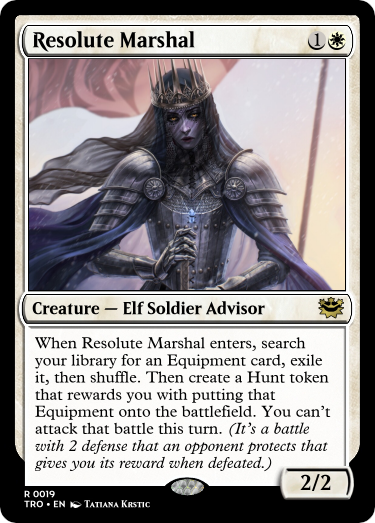 Resolute Marshal
1
Creature — Elf Soldier Advisor
When Resolute Marshal enters, search
your library for an Equipment card, exile
it, then shuffle. Then create a Hunt token
that rewards you with putting that
Equipment onto the battlefield. You can't
attack that battle this turn. (It's a battle
with 2 defense that an opponent protects that
gives you its reward when defeated.)
2/2
R 0019
TRO • EN Tatiana Krstic